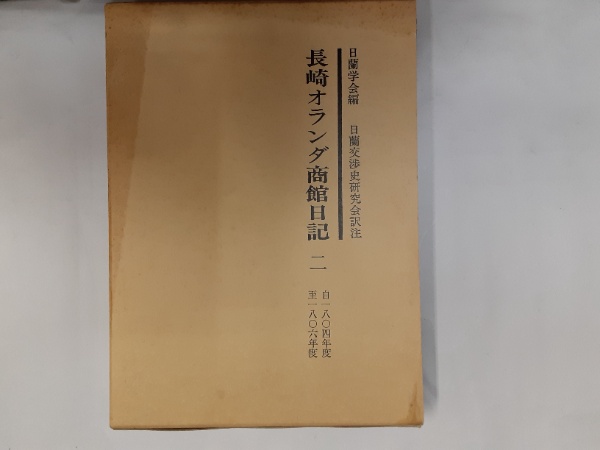 日蘭学会編 日蘭交渉史研究会訳注
長崎オランダ商館日記 二
自一八〇四年度
至一八〇六年度